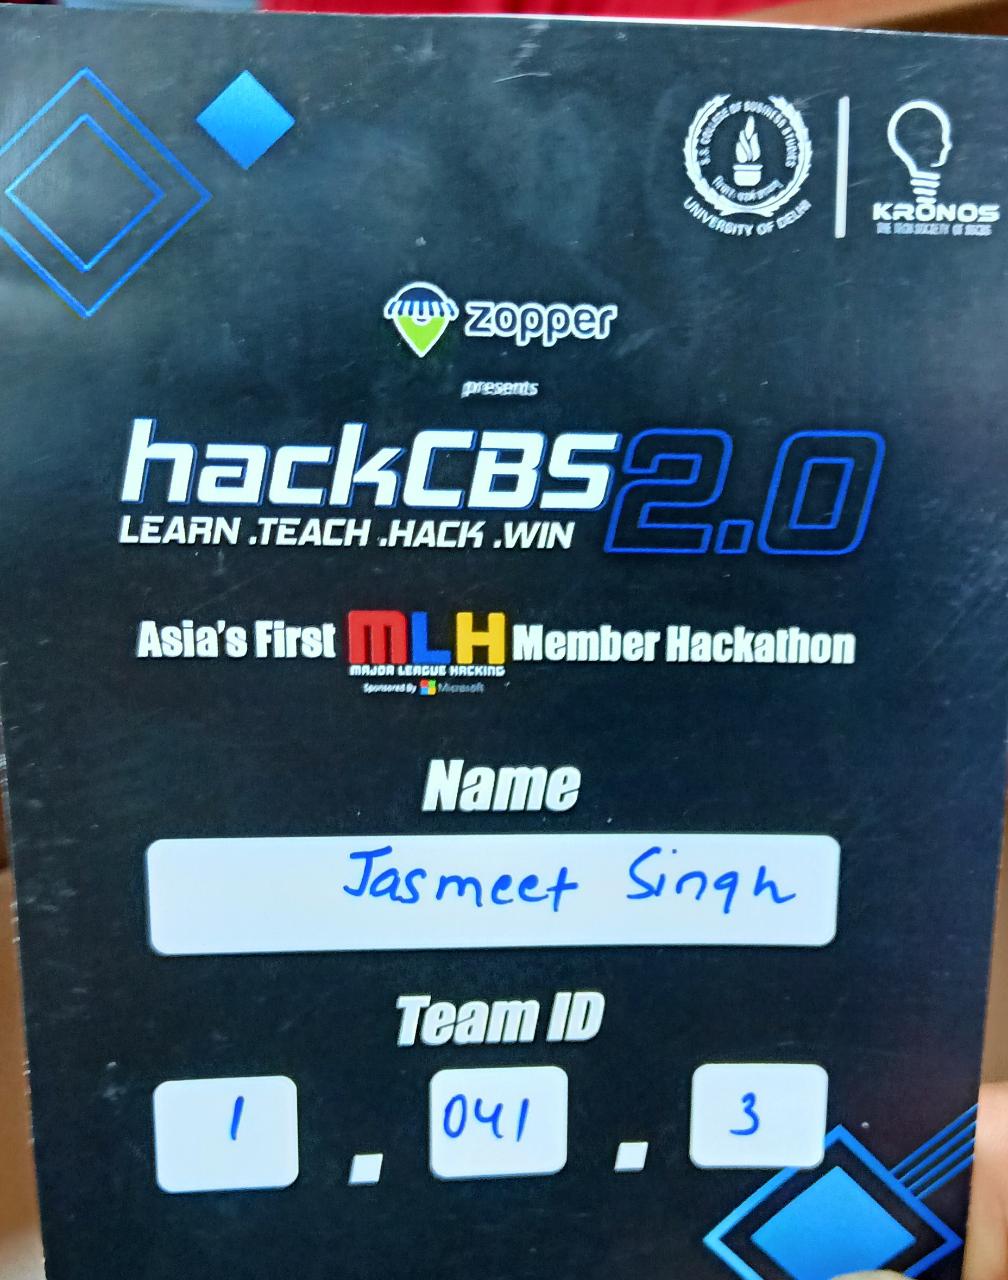 S.S. COLLEGE OF BUSINESS STUDIES
UNIVERSITY OF DELHI
KRONOS
THE TECH SOCIETY OF SSCBS
zopper
presents
hackCBS 2.0
LEARN .TEACH .HACK .WIN
Asia's First MLH Member Hackathon
MAJOR LEAGUE HACKING
Sponsored By Microsoft
Name
Jasmeet Singh
Team ID
1 . 041 . 3